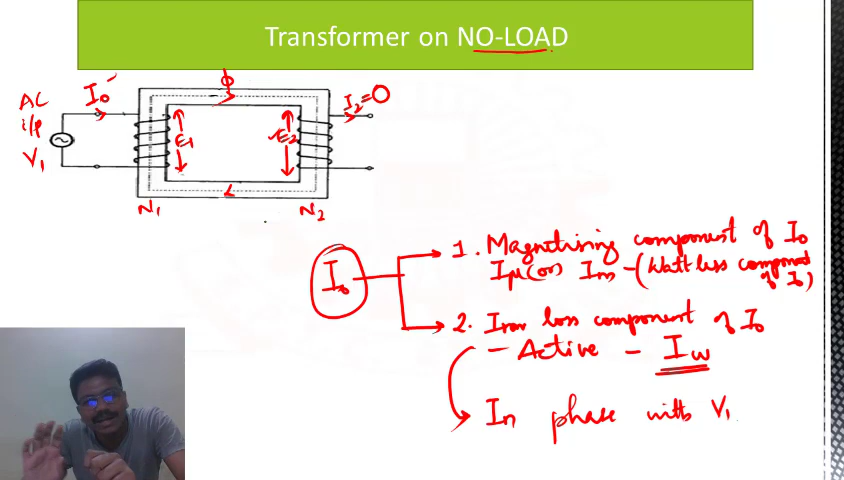 Transformer on NO-LOAD
AC
i/p
V₁
I₀
Φ
I₂=0
E₁
E₂
N₁
N₂
I₀
1. Magnetising component of I₀
Iμ (or) Im - (Wattless component
of I₀)
2. Iron loss component of I₀
- Active - Iw
In phase with V₁